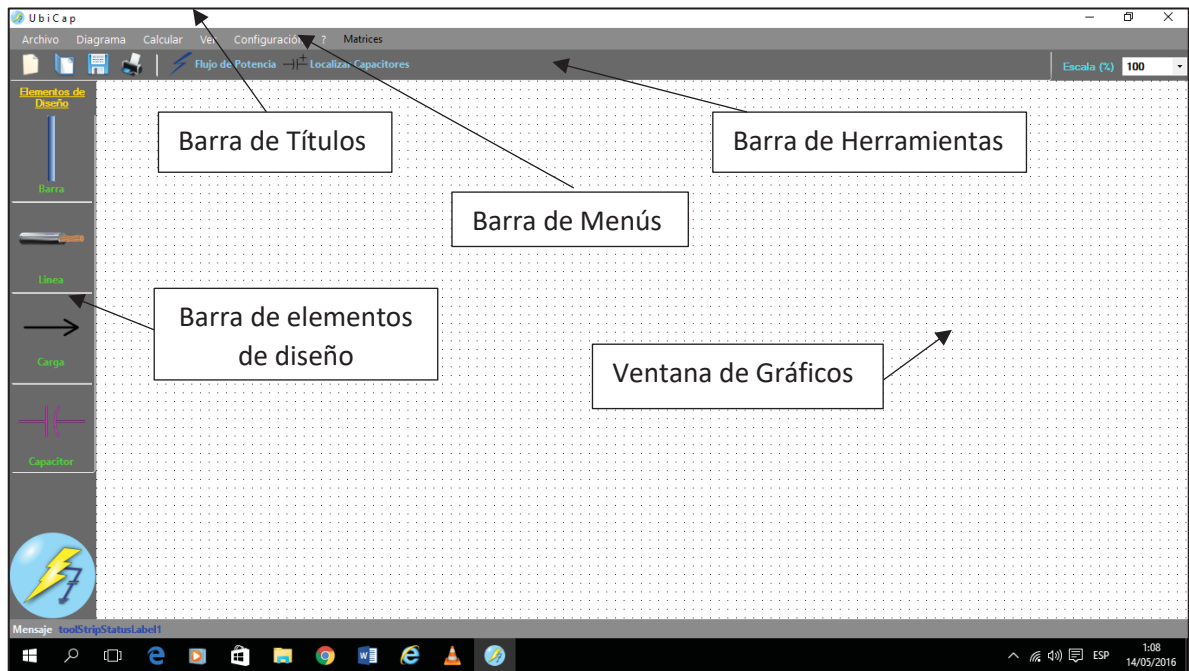 UbiCap
Archivo Diagrama Calcular Ver Configuración ? Matrices
Flujo de Potencia Localizar Capacitores Escala (%) 100
Elementos de
Diseño
Barra
Línea
Carga
Capacitor
Barra de Títulos
Barra de Herramientas
Barra de Menús
Barra de elementos
de diseño
Ventana de Gráficos
Mensaje toolStripStatusLabel1
ESP
1:08
14/05/2016